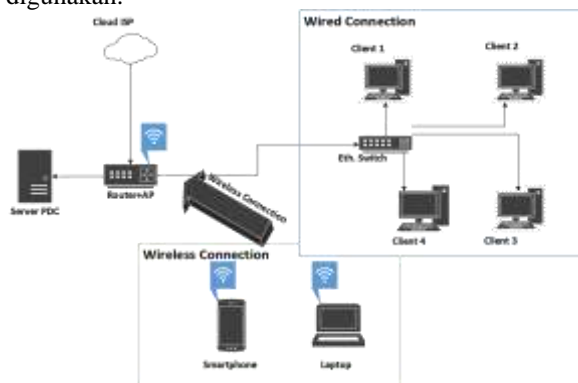 digunakan.
Cloud ISP
Wired Connection
Client 1
Client 2
Eth. Switch
Server PDC
Router+AP
Wireless Connection
Client 4
Client 3
Wireless Connection
Smartphone
Laptop